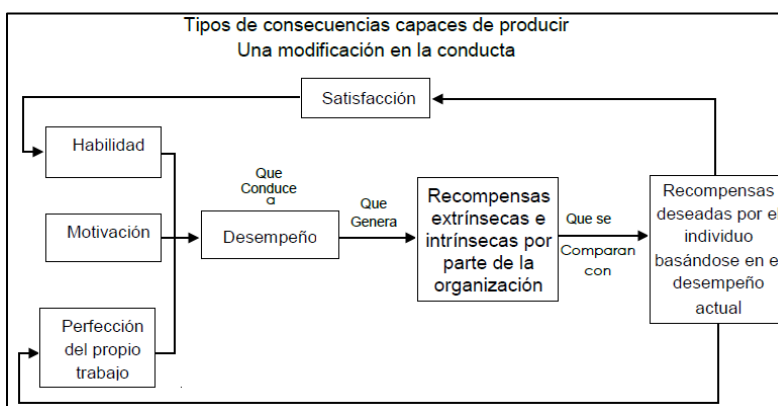 Tipos de consecuencias capaces de producir
Una modificación en la conducta
Satisfacción
Habilidad
Motivación
Perfección
del propio
trabajo
Que
Conduce
a
Desempeño
Que
Genera
Recompensas
extrínsecas e
intrínsecas por
parte de la
organización
Que se
Comparan
con
Recompensas
deseadas por el
individuo
basándose en e
desempeño
actual